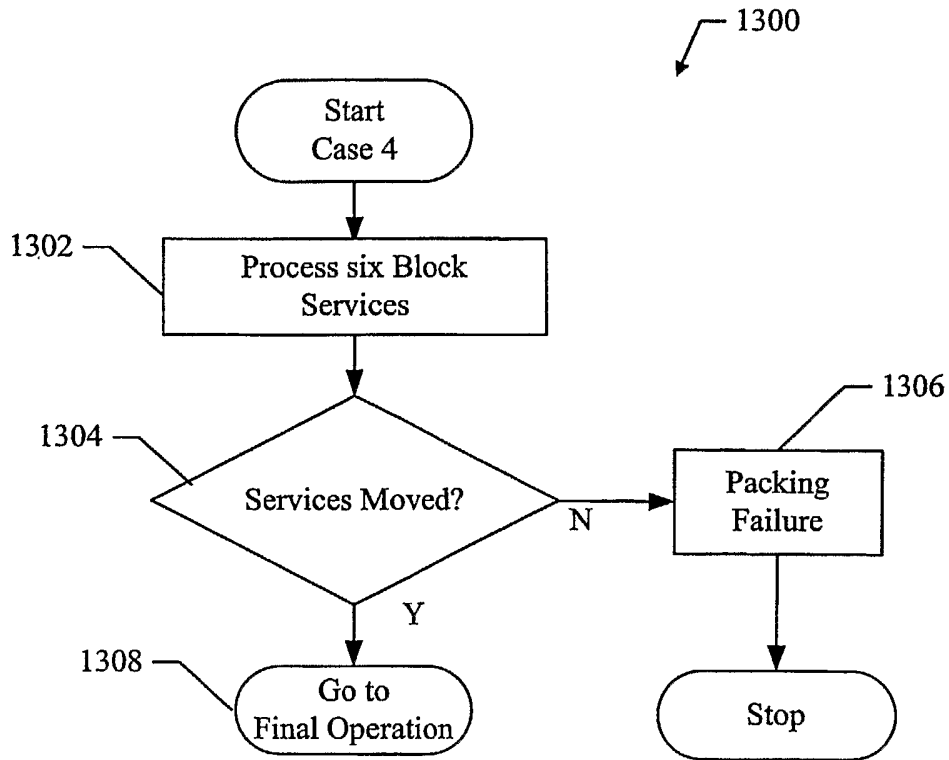 1300
Start
Case 4
1302
Process six Block
Services
1304
Services Moved?
N
Y
1306
Packing
Failure
1308
Go to
Final Operation
Stop